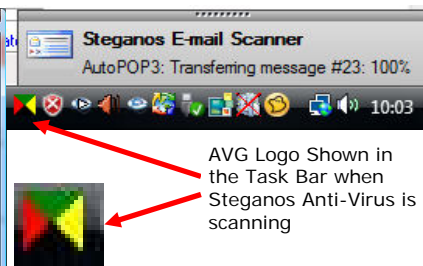 Steganos E-mail Scanner
AutoPOP3: Transferring message #23: 100%
10:03
AVG Logo Shown in
the Task Bar when
Steganos Anti-Virus is
scanning